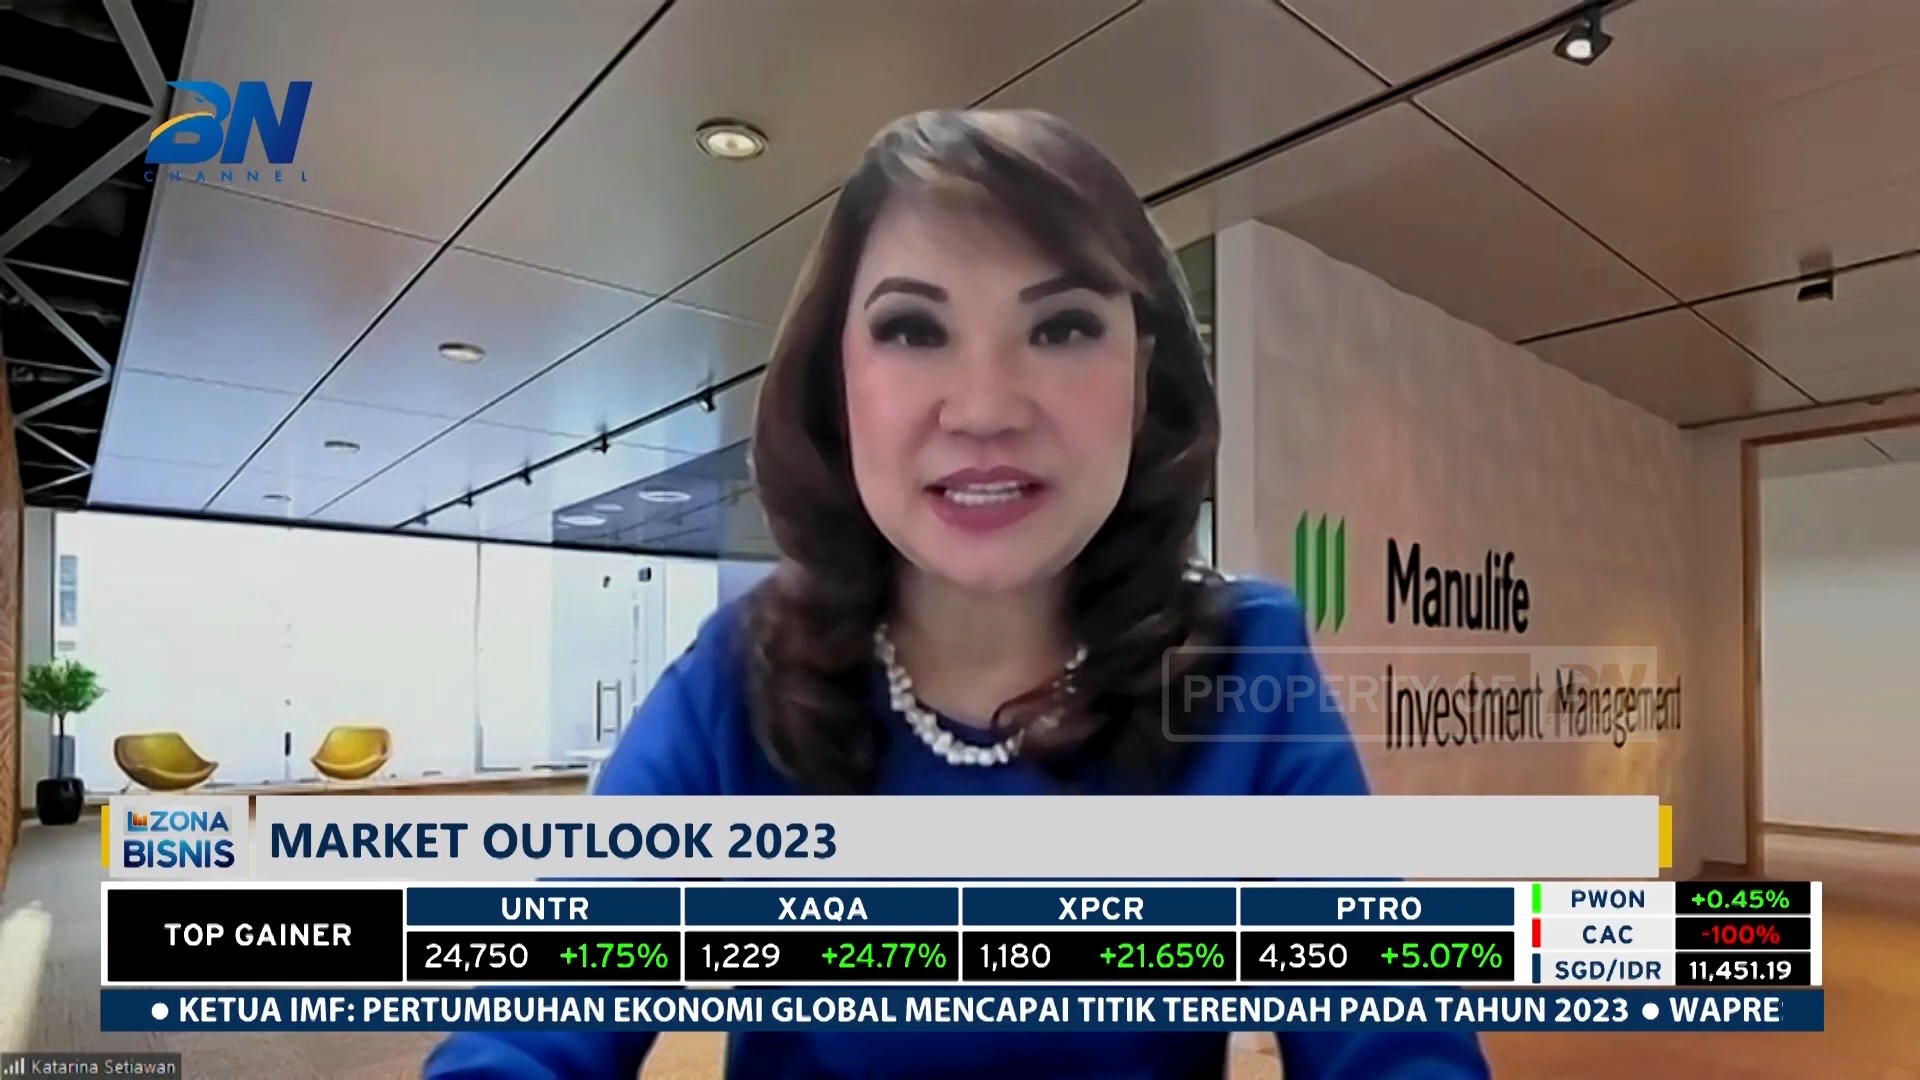 BN
CHANNEL
Manulife
Investment Management
PROPERTY OF BN
ZONA
BISNIS
MARKET OUTLOOK 2023
TOP GAINER
UNTR
24,750 +1.75%
XAQA
1,229 +24.77%
XPCR
1,180 +21.65%
PTRO
4,350 +5.07%
PWON +0.45%
CAC -100%
SGD/IDR 11,451.19
• KETUA IMF: PERTUMBUHAN EKONOMI GLOBAL MENCAPAI TITIK TERENDAH PADA TAHUN 2023 • WAPRE
Katarina Setiawan